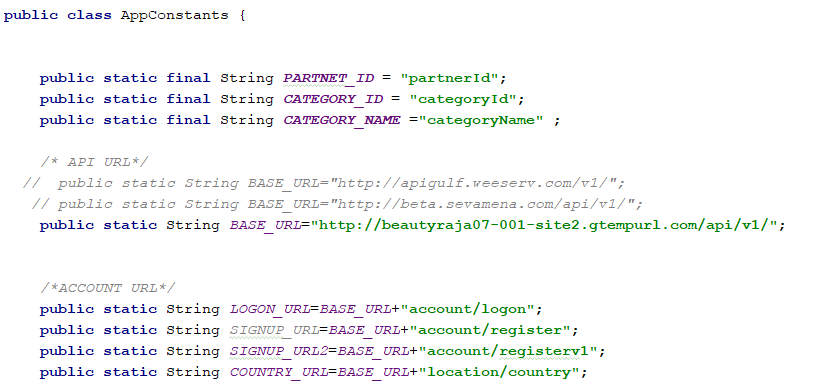 public class AppConstants {
public static final String PARTNET_ID = "partnerId";
public static final String CATEGORY_ID = "categoryId";
public static final String CATEGORY_NAME ="categoryName" ;
/* API URL*/
// public static String BASE_URL="http://apigulf.weeserv.com/v1/";
// public static String BASE_URL="http://beta.sevamena.com/api/v1/";
public static String BASE_URL="http://beautyraja07-001-site2.gtempurl.com/api/v1/";
/*ACCOUNT URL*/
public static String LOGON_URL=BASE_URL+"account/logon";
public static String SIGNUP_URL=BASE_URL+"account/register";
public static String SIGNUP_URL2=BASE_URL+"account/registerv1";
public static String COUNTRY_URL=BASE_URL+"location/country";